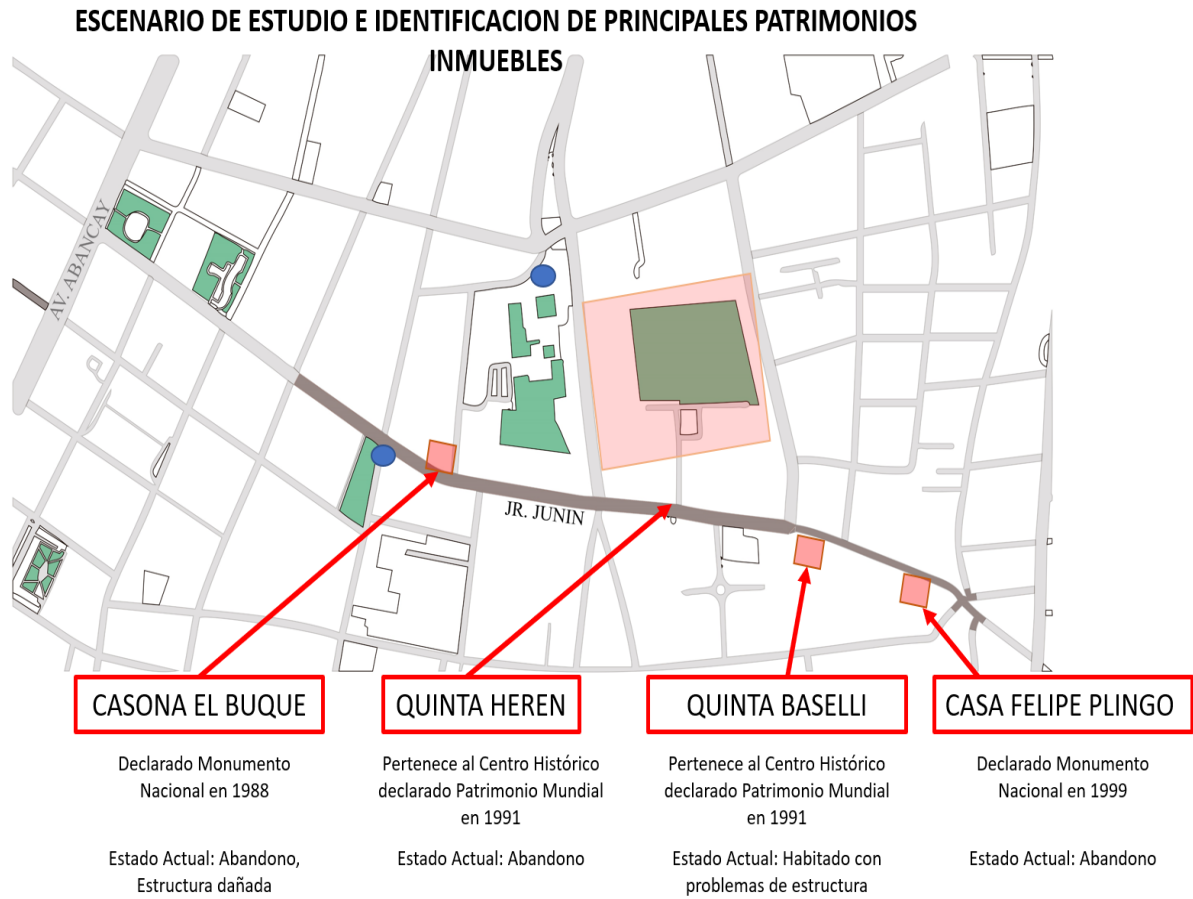 ESCENARIO DE ESTUDIO E IDENTIFICACION DE PRINCIPALES PATRIMONIOS
INMUEBLES
AV. ABANCAY
JR. JUNIN
CASONA EL BUQUE
Declarado Monumento
Nacional en 1988
Estado Actual: Abandono,
Estructura dañada
QUINTA HEREN
Pertenece al Centro Histórico
declarado Patrimonio Mundial
en 1991
Estado Actual: Abandono
QUINTA BASELLI
Pertenece al Centro Histórico
declarado Patrimonio Mundial
en 1991
Estado Actual: Habitado con
problemas de estructura
CASA FELIPE PLINGO
Declarado Monumento
Nacional en 1999
Estado Actual: Abandono